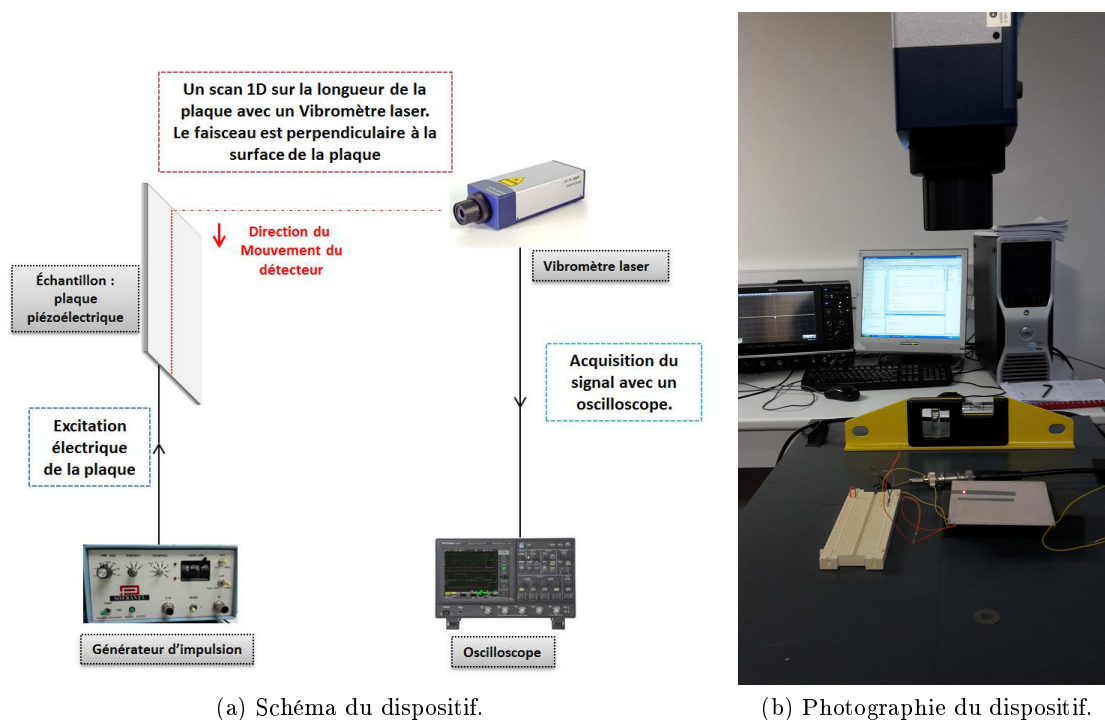 Un scan 1D sur la longueur de la
plaque avec un Vibromètre laser.
Le faisceau est perpendiculaire à la
surface de la plaque
Direction du
Mouvement du
détecteur
Échantillon :
plaque
piézoélectrique
Vibromètre laser
Acquisition du
signal avec un
oscilloscope.
Excitation
électrique
de la plaque
SOFRANEL
Générateur d'impulsion
Oscilloscope
(a) Schéma du dispositif.
(b) Photographie du dispositif.